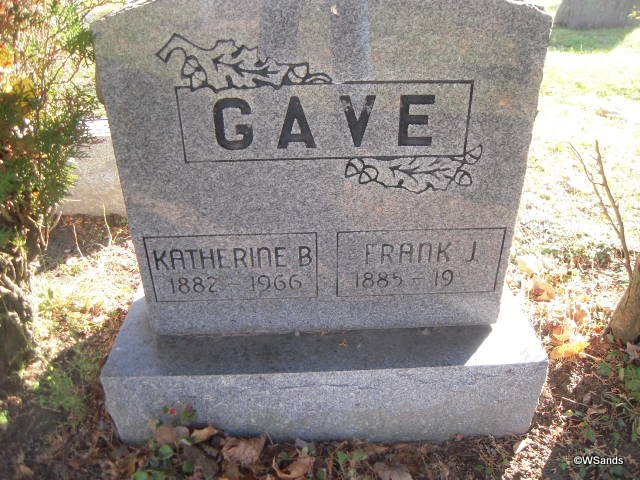 GAVE
KATHERINE B
1882 - 1966
FRANK J.
1885 - 19
©WSands